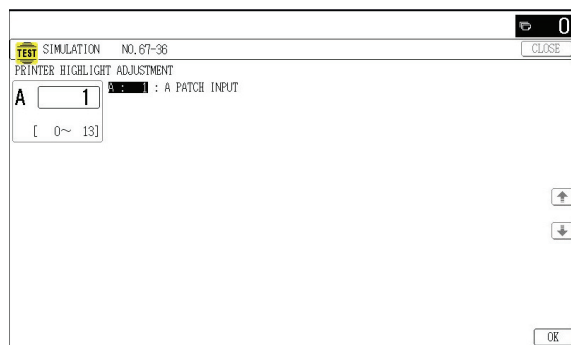 0
TEST SIMULATION NO.67-36 CLOSE
PRINTER HIGHLIGHT ADJUSTMENT
A 1 A: 1 : A PATCH INPUT
[ 0~ 13]
OK